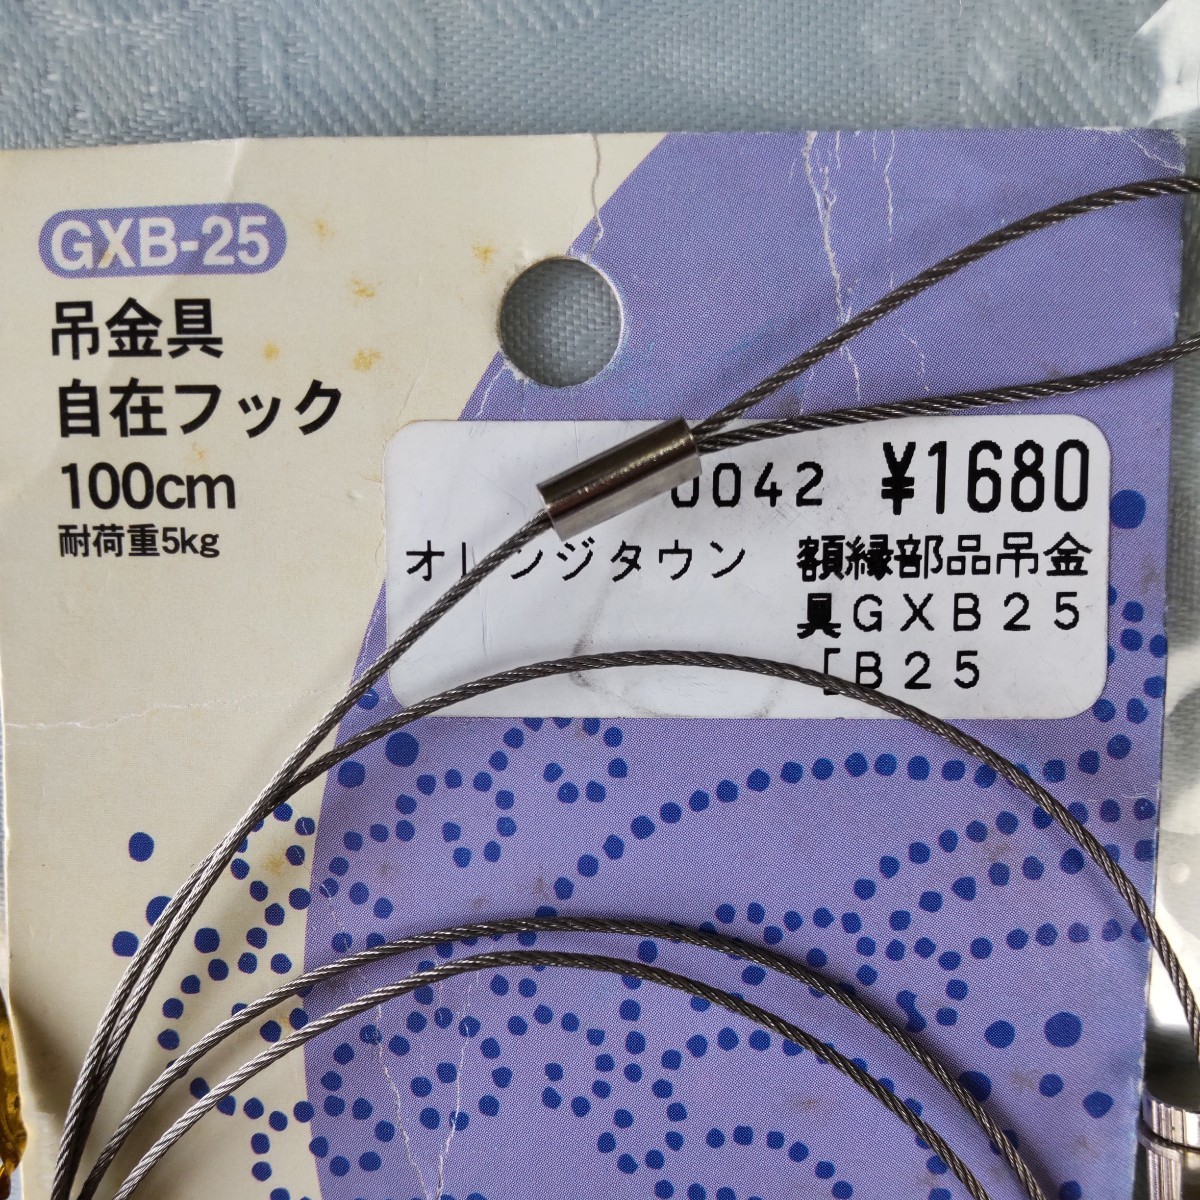 GXB-25
吊金具
自在フック
100cm
耐荷重5kg
0042 ¥1680
オレンジタウン 額縁部品吊金
具GXB25
[B25